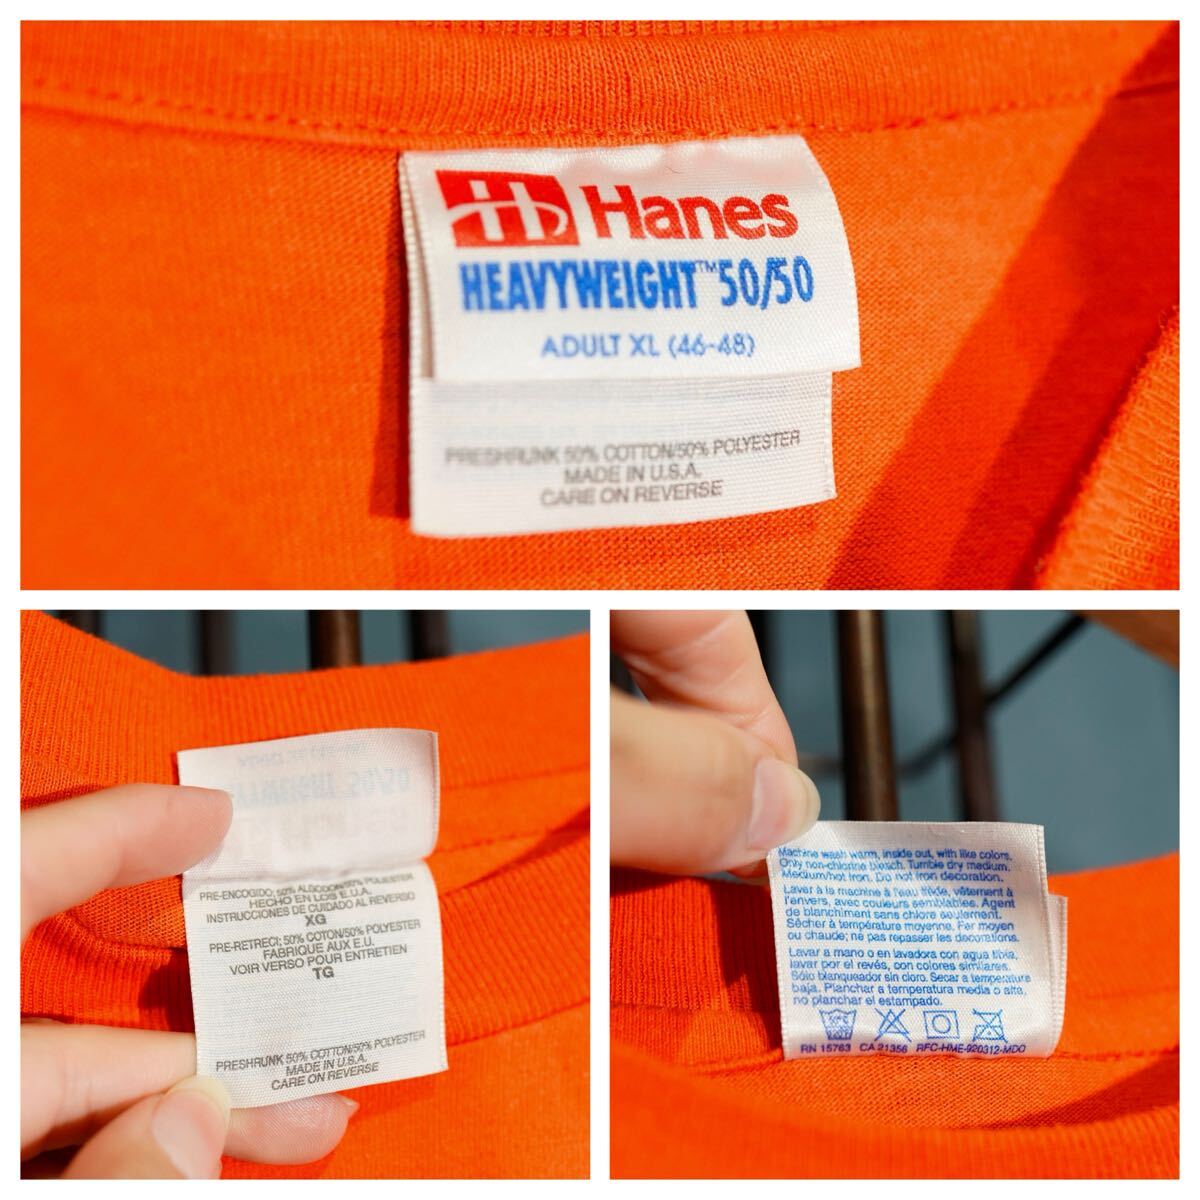 Hanes
HEAVYWEIGHT™ 50/50
ADULT XL (46-48)
PRESHRUNK 50% COTTON/50% POLYESTER
MADE IN U.S.A.
CARE ON REVERSE
PRE-ENCOGIDO; 50% ALGODON/50% POLIESTER
HECHO EN LOS E.U.A.
INSTRUCCIONES DE CUIDADO AL REVERSO
XG
PRE-RETRECI; 50% COTON/50% POLYESTER
FABRIQUE AUX E.U.
VOIR VERSO POUR ENTRETIEN
TG
PRESHRUNK 50% COTTON/50% POLYESTER
MADE IN U.S.A.
CARE ON REVERSE
Machine wash warm, inside out, with like colors.
Only non-chlorine bleach. Tumble dry medium.
Medium/hot iron. Do not iron decoration.
Laver à la machine à l'eau tiède, vêtement à
l'envers, avec couleurs semblables. Agent
de blanchiment sans chlore seulement.
Sécher à température moyenne. Fer moyen
ou chaude; ne pas repasser les décorations.
Lavar a mano o en lavadora con agua tibia,
lavar por el revés, con colores similares.
Sólo blanqueador sin cloro. Secar a temperature
baja. Planchar a temperatura media o alta,
no planchar el estampado.
RN 15763 CA 21356 RFC-HME-920312-MDO